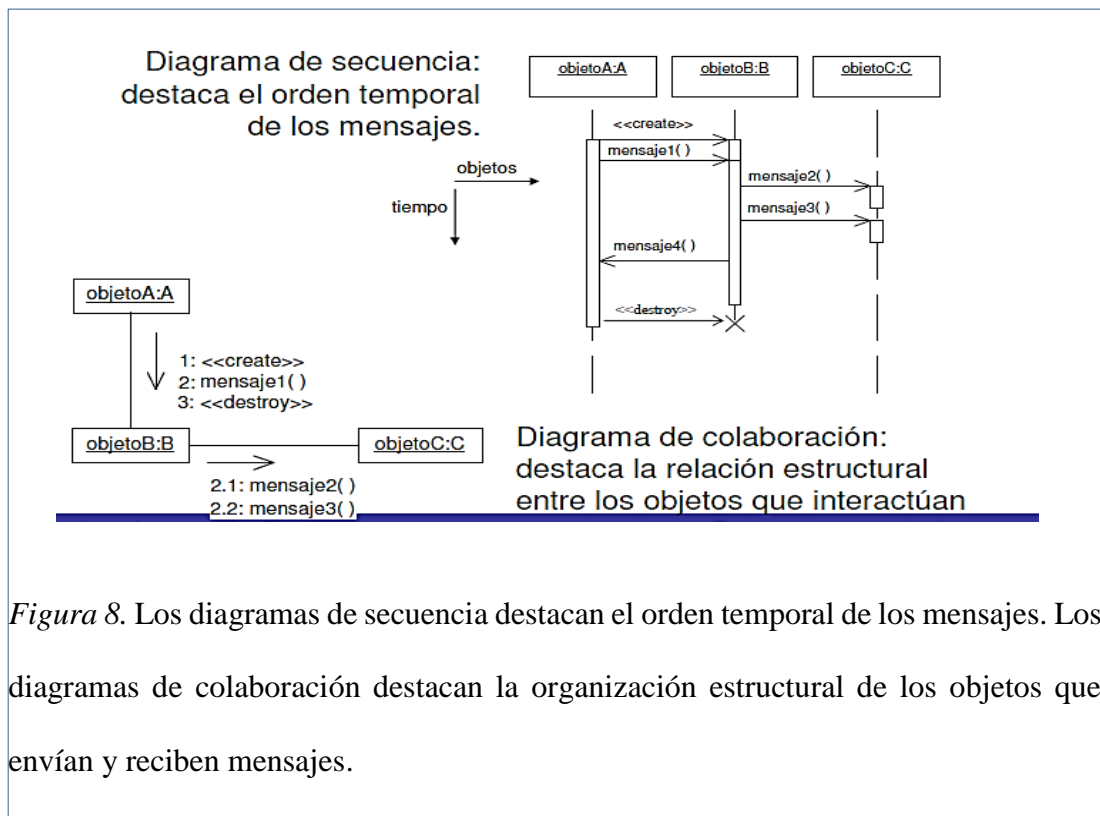 Diagrama de secuencia:
destaca el orden temporal
de los mensajes.
objetos
tiempo
objetoA:A
objetoB:B
objetoC:C
<<create>>
mensaje1( )
mensaje2( )
mensaje3( )
mensaje4( )
<<destroy>>
objetoA:A
1: <<create>>
2: mensaje1( )
3: <<destroy>>
objetoB:B
objetoC:C
2.1: mensaje2( )
2.2: mensaje3( )
Diagrama de colaboración:
destaca la relación estructural
entre los objetos que interactúan
Figura 8. Los diagramas de secuencia destacan el orden temporal de los mensajes. Los
diagramas de colaboración destacan la organización estructural de los objetos que
envían y reciben mensajes.